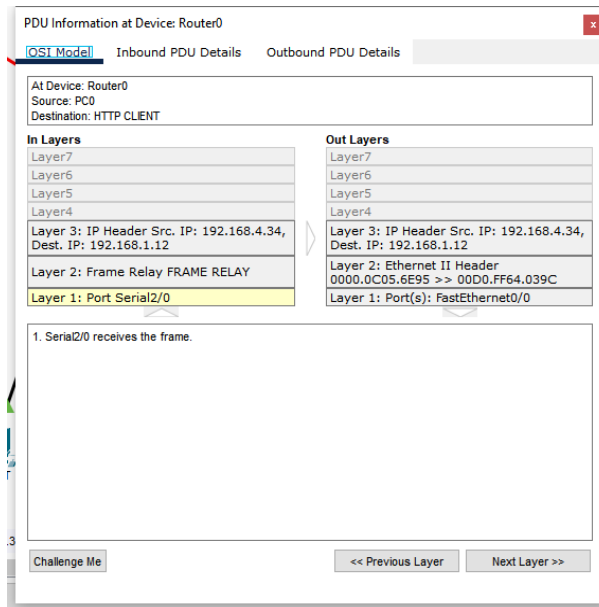 PDU Information at Device: Router0
x
OSI Model Inbound PDU Details Outbound PDU Details
At Device: Router0
Source: PC0
Destination: HTTP CLIENT
In Layers
Layer7
Layer6
Layer5
Layer4
Layer 3: IP Header Src. IP: 192.168.4.34,
Dest. IP: 192.168.1.12
Layer 2: Frame Relay FRAME RELAY
Layer 1: Port Serial2/0
Out Layers
Layer7
Layer6
Layer5
Layer4
Layer 3: IP Header Src. IP: 192.168.4.34,
Dest. IP: 192.168.1.12
Layer 2: Ethernet II Header
0000.0C05.6E95 >> 00D0.FF64.039C
Layer 1: Port(s): FastEthernet0/0
1. Serial2/0 receives the frame.
Challenge Me
<< Previous Layer
Next Layer >>